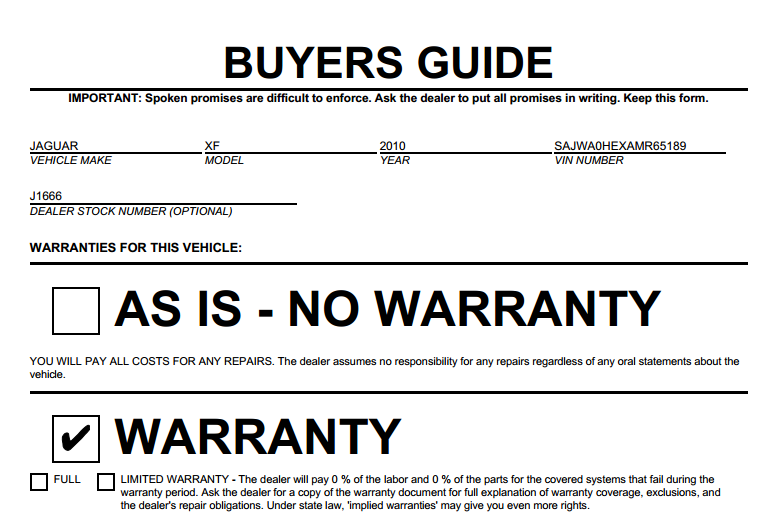 BUYERS GUIDE
IMPORTANT: Spoken promises are difficult to enforce. Ask the dealer to put all promises in writing. Keep this form.
JAGUAR XF 2010 SAJWA0HEXAMR65189
VEHICLE MAKE MODEL YEAR VIN NUMBER
J1666
DEALER STOCK NUMBER (OPTIONAL)
WARRANTIES FOR THIS VEHICLE:
AS IS - NO WARRANTY
YOU WILL PAY ALL COSTS FOR ANY REPAIRS. The dealer assumes no responsibility for any repairs regardless of any oral statements about the
vehicle.
✔ WARRANTY
FULL LIMITED WARRANTY - The dealer will pay 0 % of the labor and 0 % of the parts for the covered systems that fail during the
warranty period. Ask the dealer for a copy of the warranty document for full explanation of warranty coverage, exclusions, and
the dealer's repair obligations. Under state law, 'implied warranties' may give you even more rights.